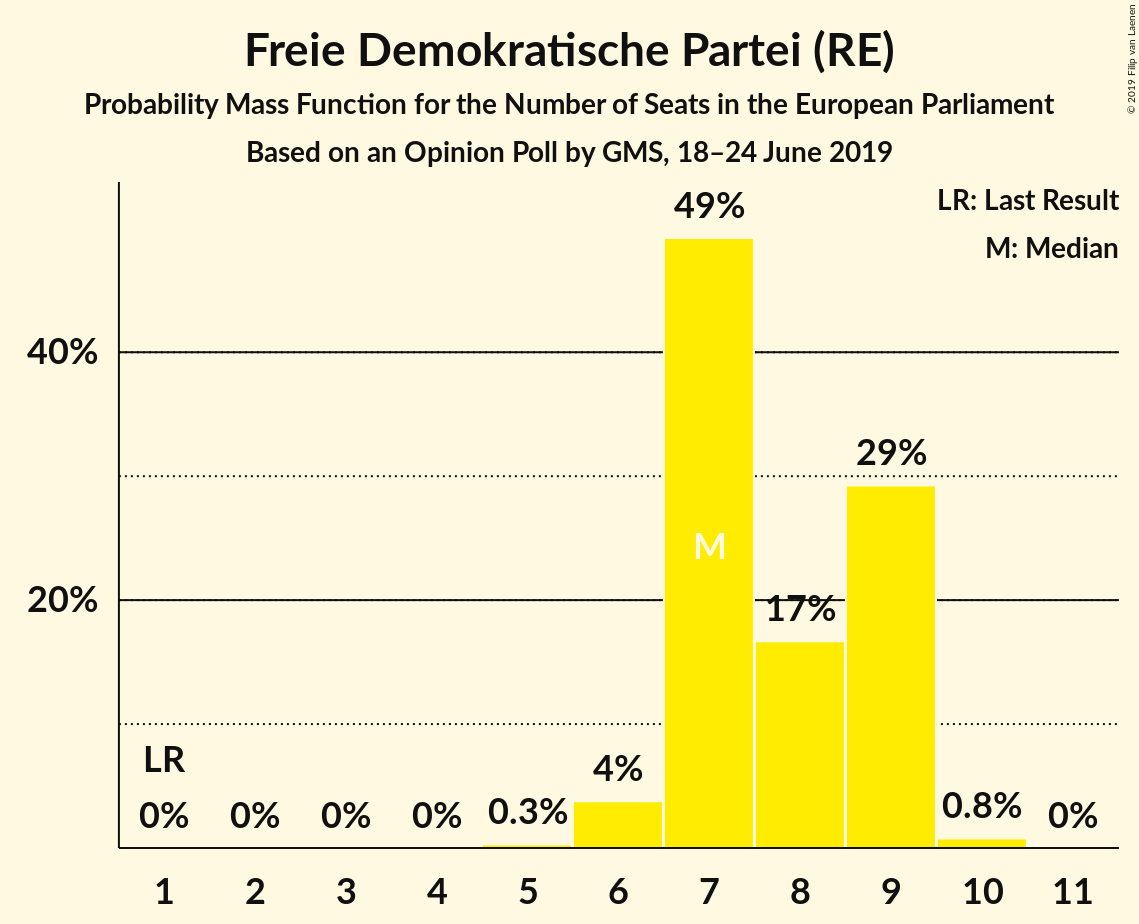 Freie Demokratische Partei (RE)
Probability Mass Function for the Number of Seats in the European Parliament
Based on an Opinion Poll by GMS, 18–24 June 2019
© 2019 Filip van Laenen
LR: Last Result
M: Median
49%
40%
29%
M
20%
17%
LR
4%
0% 0% 0% 0% 0.3% 0.8% 0%
1 2 3 4 5 6 7 8 9 10 11